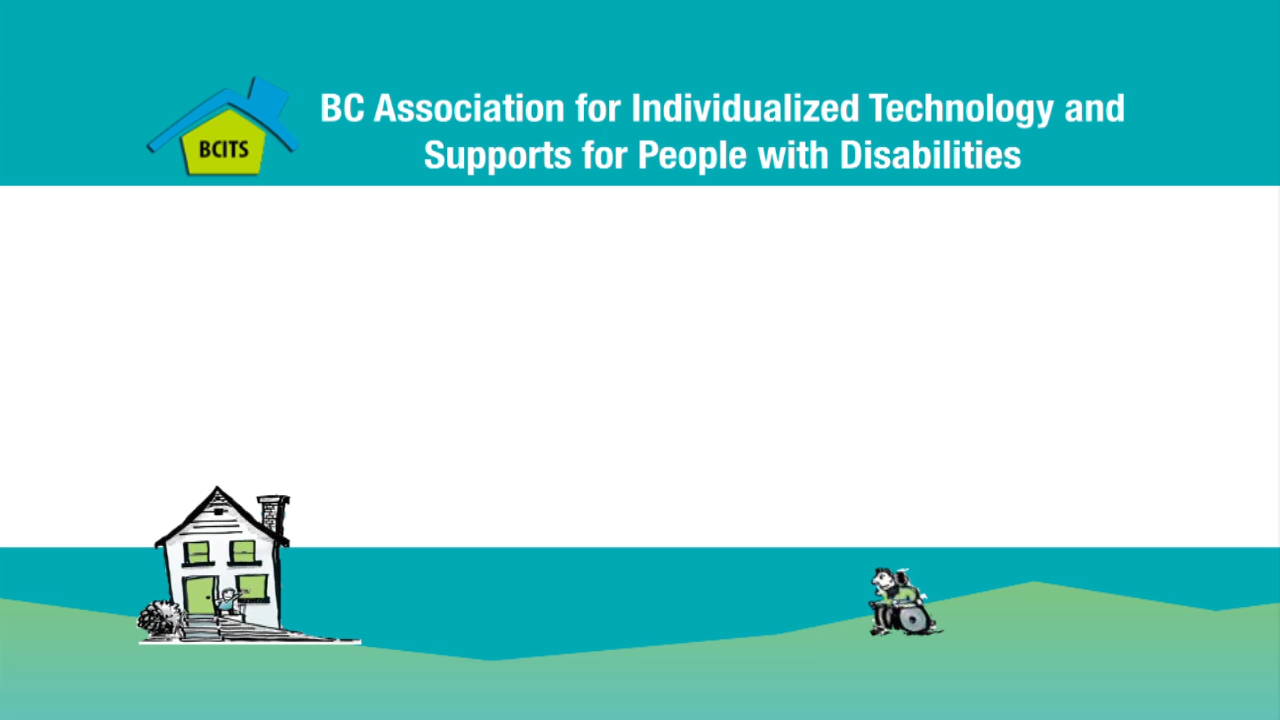 BC Association for Individualized Technology and
Supports for People with Disabilities
BCITS